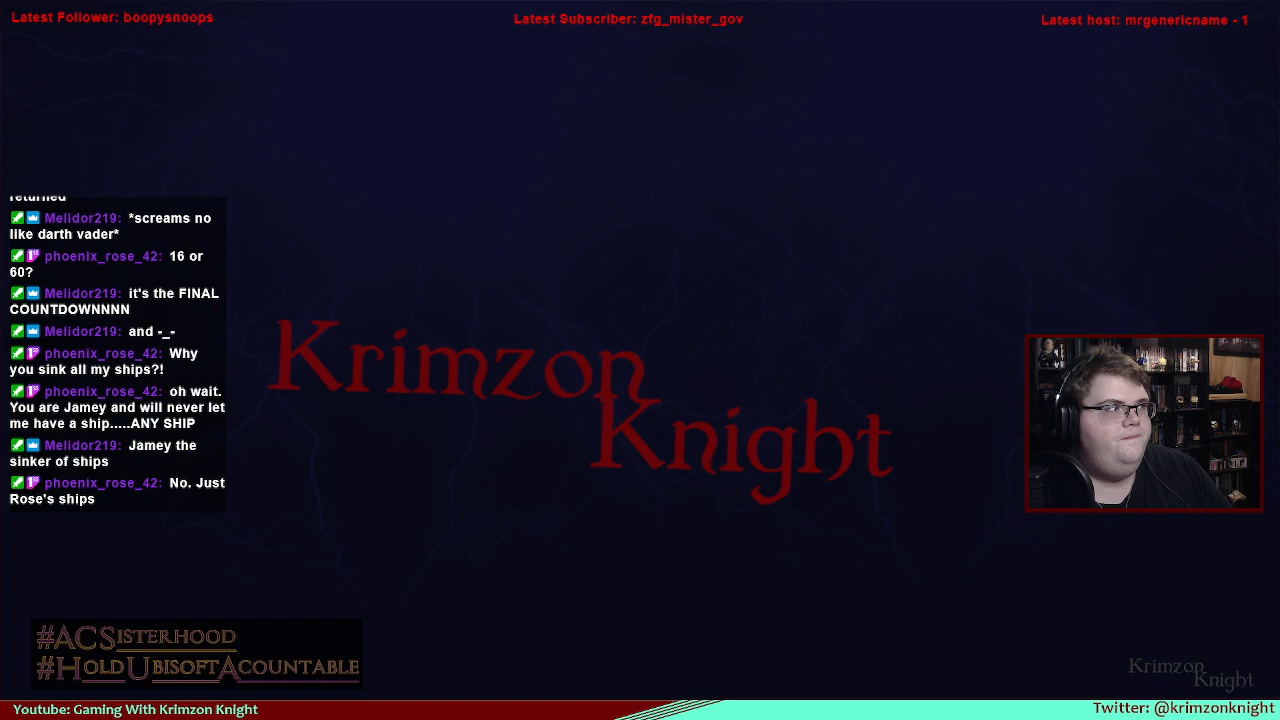 Latest Follower: boopysnoops
Latest Subscriber: zfg_mister_gov
Latest host: mrgenericname - 1
returned
Melidor219: *screams no
like darth vader*
phoenix_rose_42: 16 or
60?
Melidor219: it's the FINAL
COUNTDOWNNNN
Melidor219: and -_-
phoenix_rose_42: Why
you sink all my ships?!
phoenix_rose_42: oh wait.
You are Jamey and will never let
me have a ship.....ANY SHIP
Melidor219: Jamey the
sinker of ships
phoenix_rose_42: No. Just
Rose's ships
Krimzon
Knight
#ACSisterhood
#HoldUbisoftAcountable
Krimzon
Knight
Youtube: Gaming With Krimzon Knight
Twitter: @krimzonknight